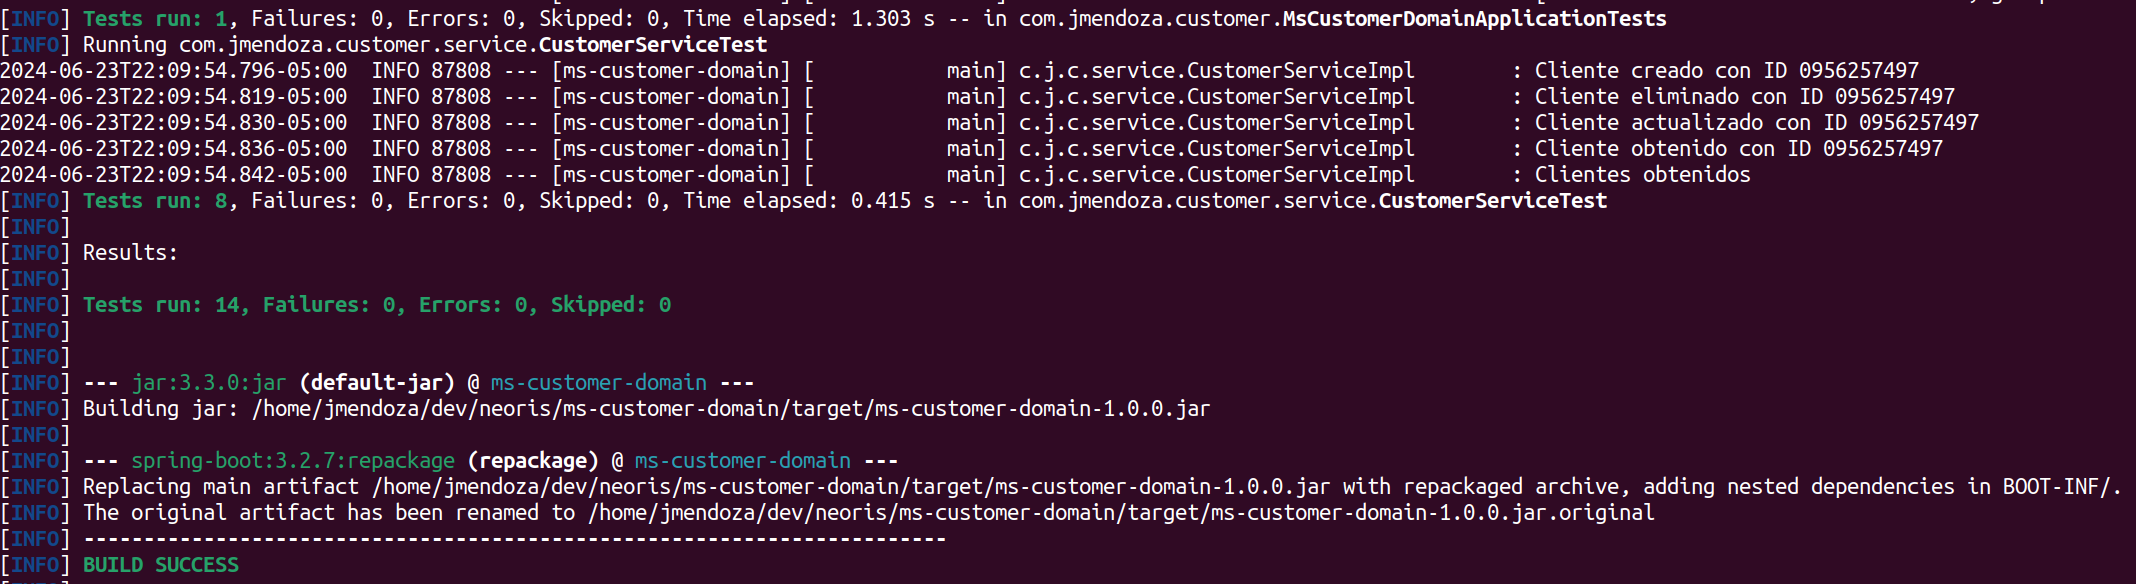 [INFO] Tests run: 1, Failures: 0, Errors: 0, Skipped: 0, Time elapsed: 1.303 s -- in com.jmendoza.customer.MsCustomerDomainApplicationTests
[INFO] Running com.jmendoza.customer.service.CustomerServiceTest
2024-06-23T22:09:54.796-05:00  INFO 87808 --- [ms-customer-domain] [           main] c.j.c.service.CustomerServiceImpl        : Cliente creado con ID 0956257497
2024-06-23T22:09:54.819-05:00  INFO 87808 --- [ms-customer-domain] [           main] c.j.c.service.CustomerServiceImpl        : Cliente eliminado con ID 0956257497
2024-06-23T22:09:54.830-05:00  INFO 87808 --- [ms-customer-domain] [           main] c.j.c.service.CustomerServiceImpl        : Cliente actualizado con ID 0956257497
2024-06-23T22:09:54.836-05:00  INFO 87808 --- [ms-customer-domain] [           main] c.j.c.service.CustomerServiceImpl        : Cliente obtenido con ID 0956257497
2024-06-23T22:09:54.842-05:00  INFO 87808 --- [ms-customer-domain] [           main] c.j.c.service.CustomerServiceImpl        : Clientes obtenidos
[INFO] Tests run: 8, Failures: 0, Errors: 0, Skipped: 0, Time elapsed: 0.415 s -- in com.jmendoza.customer.service.CustomerServiceTest
[INFO]
[INFO] Results:
[INFO]
[INFO] Tests run: 14, Failures: 0, Errors: 0, Skipped: 0
[INFO]
[INFO]
[INFO] --- jar:3.3.0:jar (default-jar) @ ms-customer-domain ---
[INFO] Building jar: /home/jmendoza/dev/neoris/ms-customer-domain/target/ms-customer-domain-1.0.0.jar
[INFO]
[INFO] --- spring-boot:3.2.7:repackage (repackage) @ ms-customer-domain ---
[INFO] Replacing main artifact /home/jmendoza/dev/neoris/ms-customer-domain/target/ms-customer-domain-1.0.0.jar with repackaged archive, adding nested dependencies in BOOT-INF/.
[INFO] The original artifact has been renamed to /home/jmendoza/dev/neoris/ms-customer-domain/target/ms-customer-domain-1.0.0.jar.original
[INFO] ------------------------------------------------------------------------
[INFO] BUILD SUCCESS